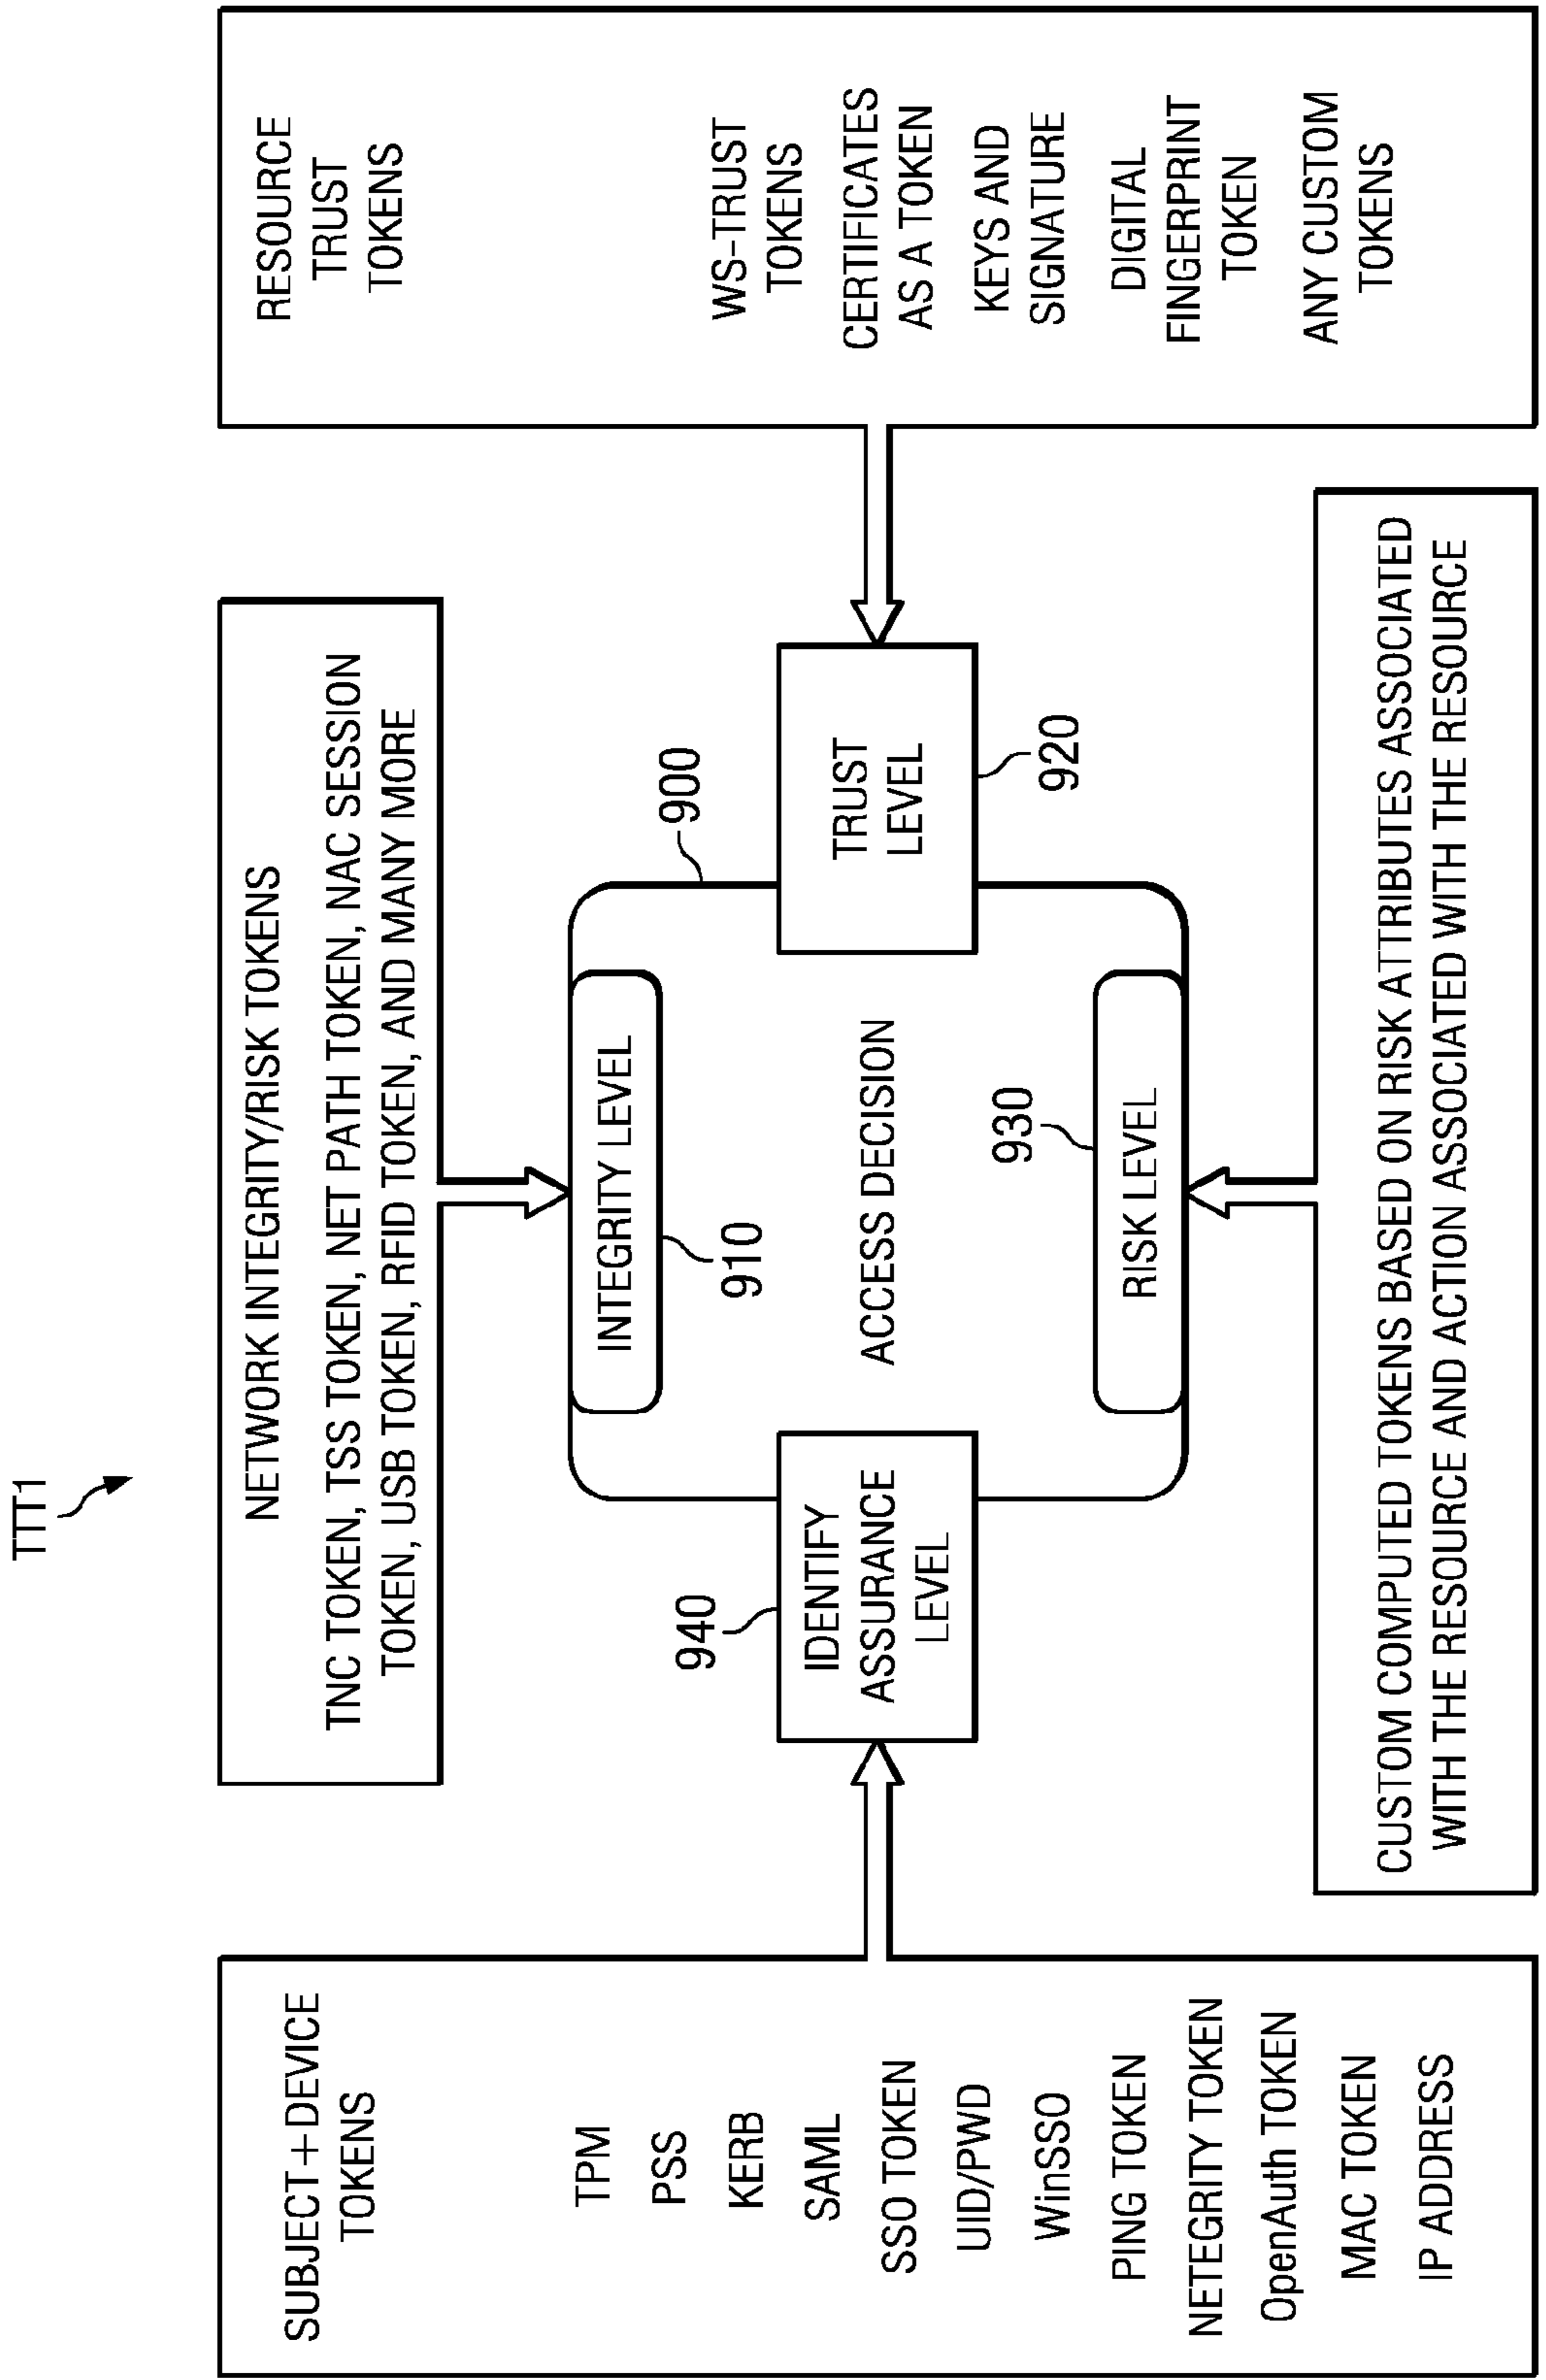 TTT1
SUBJECT+DEVICE
TOKENS
TPM
PSS
KERB
SAML
SSO TOKEN
UID/PWD
WinSSO
PING TOKEN
NETEGRITY TOKEN
OpenAuth TOKEN
MAC TOKEN
IP ADDRESS
NETWORK INTEGRITY/RISK TOKENS
TNC TOKEN, TSS TOKEN, NET PATH TOKEN, NAC SESSION
TOKEN, USB TOKEN, RFID TOKEN, AND MANY MORE
900
INTEGRITY LEVEL
910
940
IDENTIFY
ASSURANCE
LEVEL
ACCESS DECISION
TRUST
LEVEL
920
930
RISK LEVEL
CUSTOM COMPUTED TOKENS BASED ON RISK ATTRIBUTES ASSOCIATED
WITH THE RESOURCE AND ACTION ASSOCIATED WITH THE RESOURCE
RESOURCE
TRUST
TOKENS
WS-TRUST
TOKENS
CERTIFICATES
AS A TOKEN
KEYS AND
SIGNATURE
DIGITAL
FINGERPRINT
TOKEN
ANY CUSTOM
TOKENS